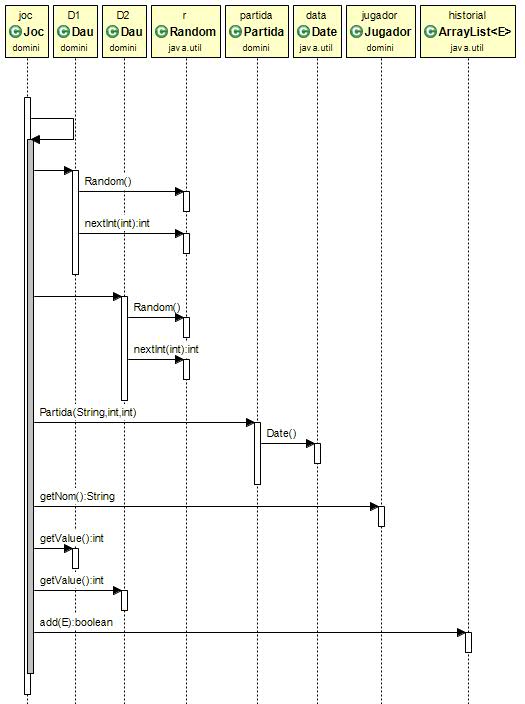 joc D1 D2 r partida data jugador historial
C Joc C Dau C Dau C Random C Partida C Date C Jugador C ArrayList<E>
domini domini domini java.util domini java.util domini java.util
Random()
nextInt(int):int
Random()
nextInt(int):int
Partida(String,int,int)
Date()
getNom():String
getValue():int
getValue():int
add(E):boolean